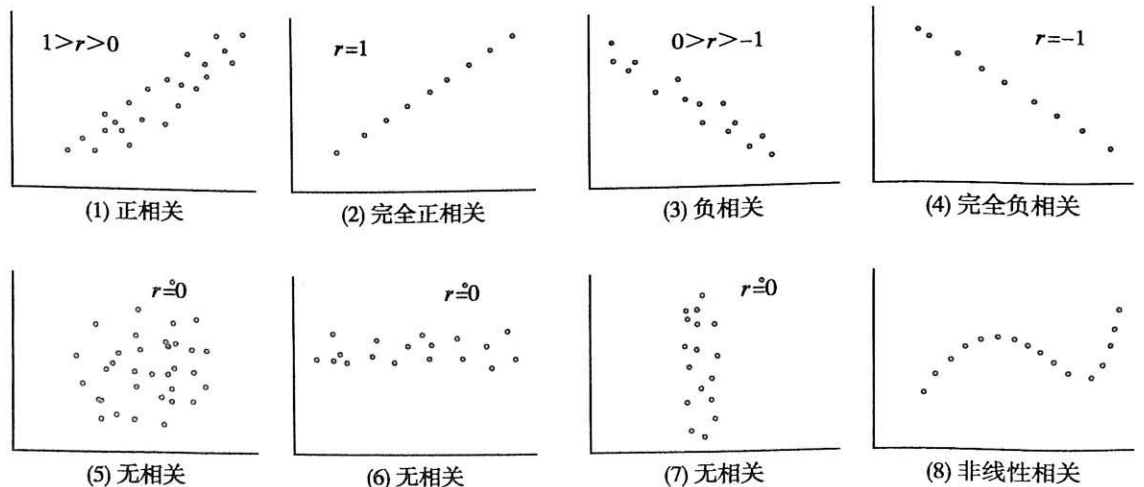 1>r>0
r=1
0>r>-1
r=-1
(1) 正相关
(2) 完全正相关
(3) 负相关
(4) 完全负相关
r=0
r=0
r=0
(5) 无相关
(6) 无相关
(7) 无相关
(8) 非线性相关